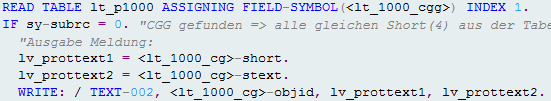 READ TABLE lt_p1000 ASSIGNING FIELD-SYMBOL(<lt_1000_cgg>) INDEX 1.
IF sy-subrc = 0. "CGG gefunden => alle gleichen Short(4) aus der Tabe
"Ausgabe Meldung:
lv_prottext1 = <lt_1000_cg>-short.
lv_prottext2 = <lt_1000_cg>-stext.
WRITE: / TEXT-002, <lt_1000_cg>-objid, lv_prottext1, lv_prottext2.